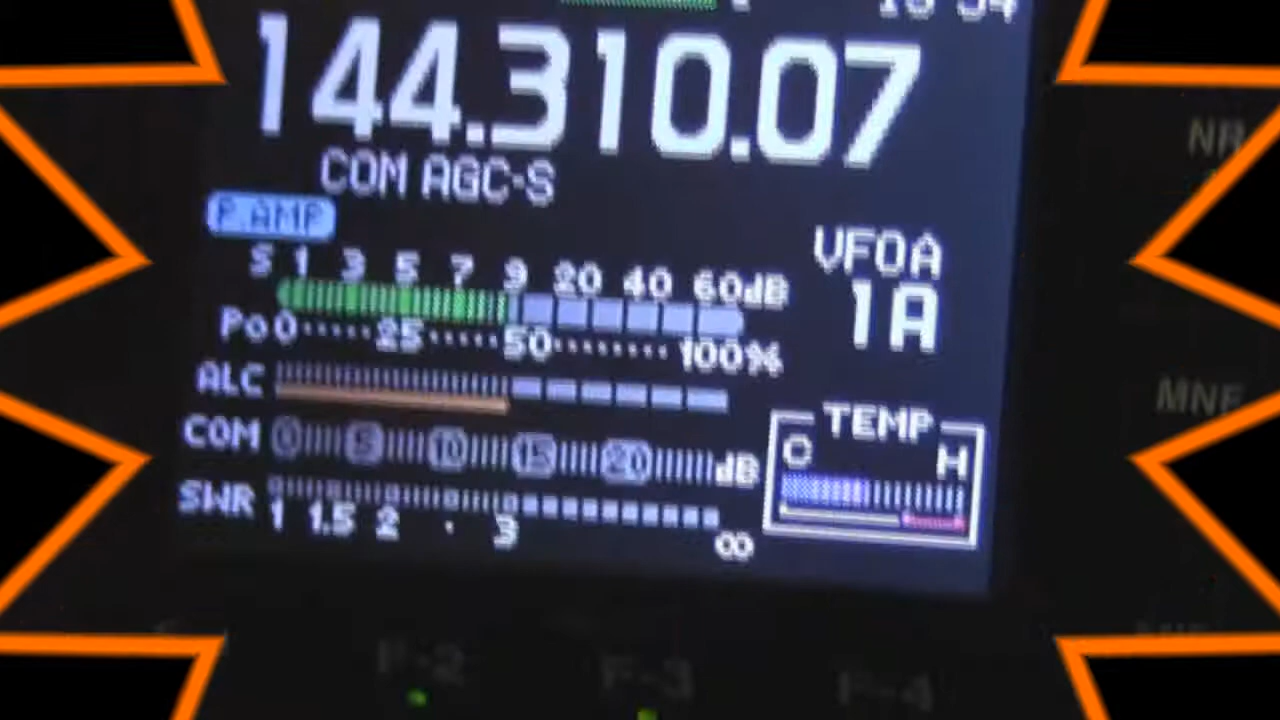 144.310.07
COM AGC-S
P.AMP
S 1 3 5 7 9 20 40 60dB
VFOA
1A
Po 0 25 50 100%
ALC
COM 0 5 10 15 20 dB
TEMP
C H
SWR 1 1.5 2 · 3 ∞
NR
MNF
F-2 F-3 F-4